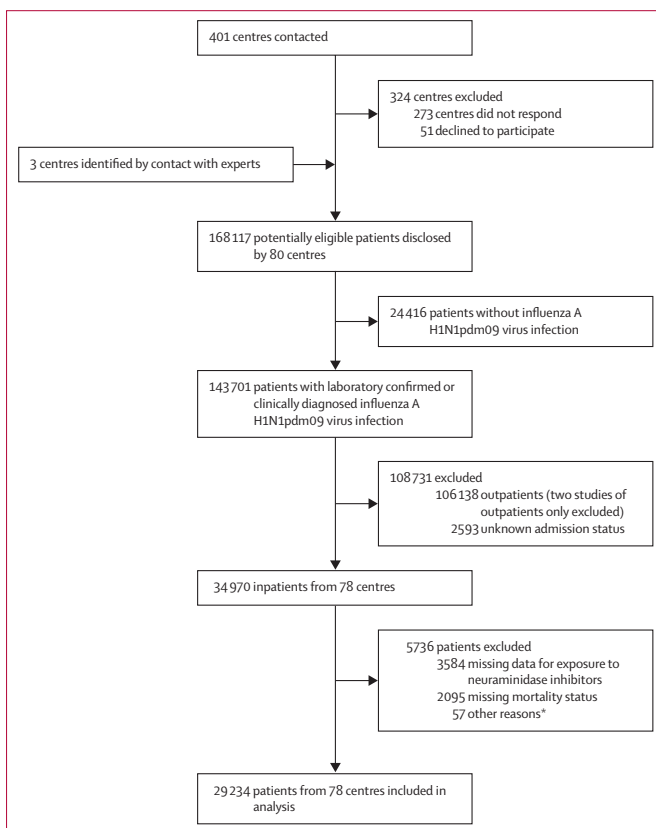 401 centres contacted
324 centres excluded
273 centres did not respond
51 declined to participate
3 centres identified by contact with experts
168 117 potentially eligible patients disclosed
by 80 centres
24 416 patients without influenza A
H1N1pdm09 virus infection
143 701 patients with laboratory confirmed or
clinically diagnosed influenza A
H1N1pdm09 virus infection
108 731 excluded
106 138 outpatients (two studies of
outpatients only excluded)
2593 unknown admission status
34 970 inpatients from 78 centres
5736 patients excluded
3584 missing data for exposure to
neuraminidase inhibitors
2095 missing mortality status
57 other reasons*
29 234 patients from 78 centres included in
analysis